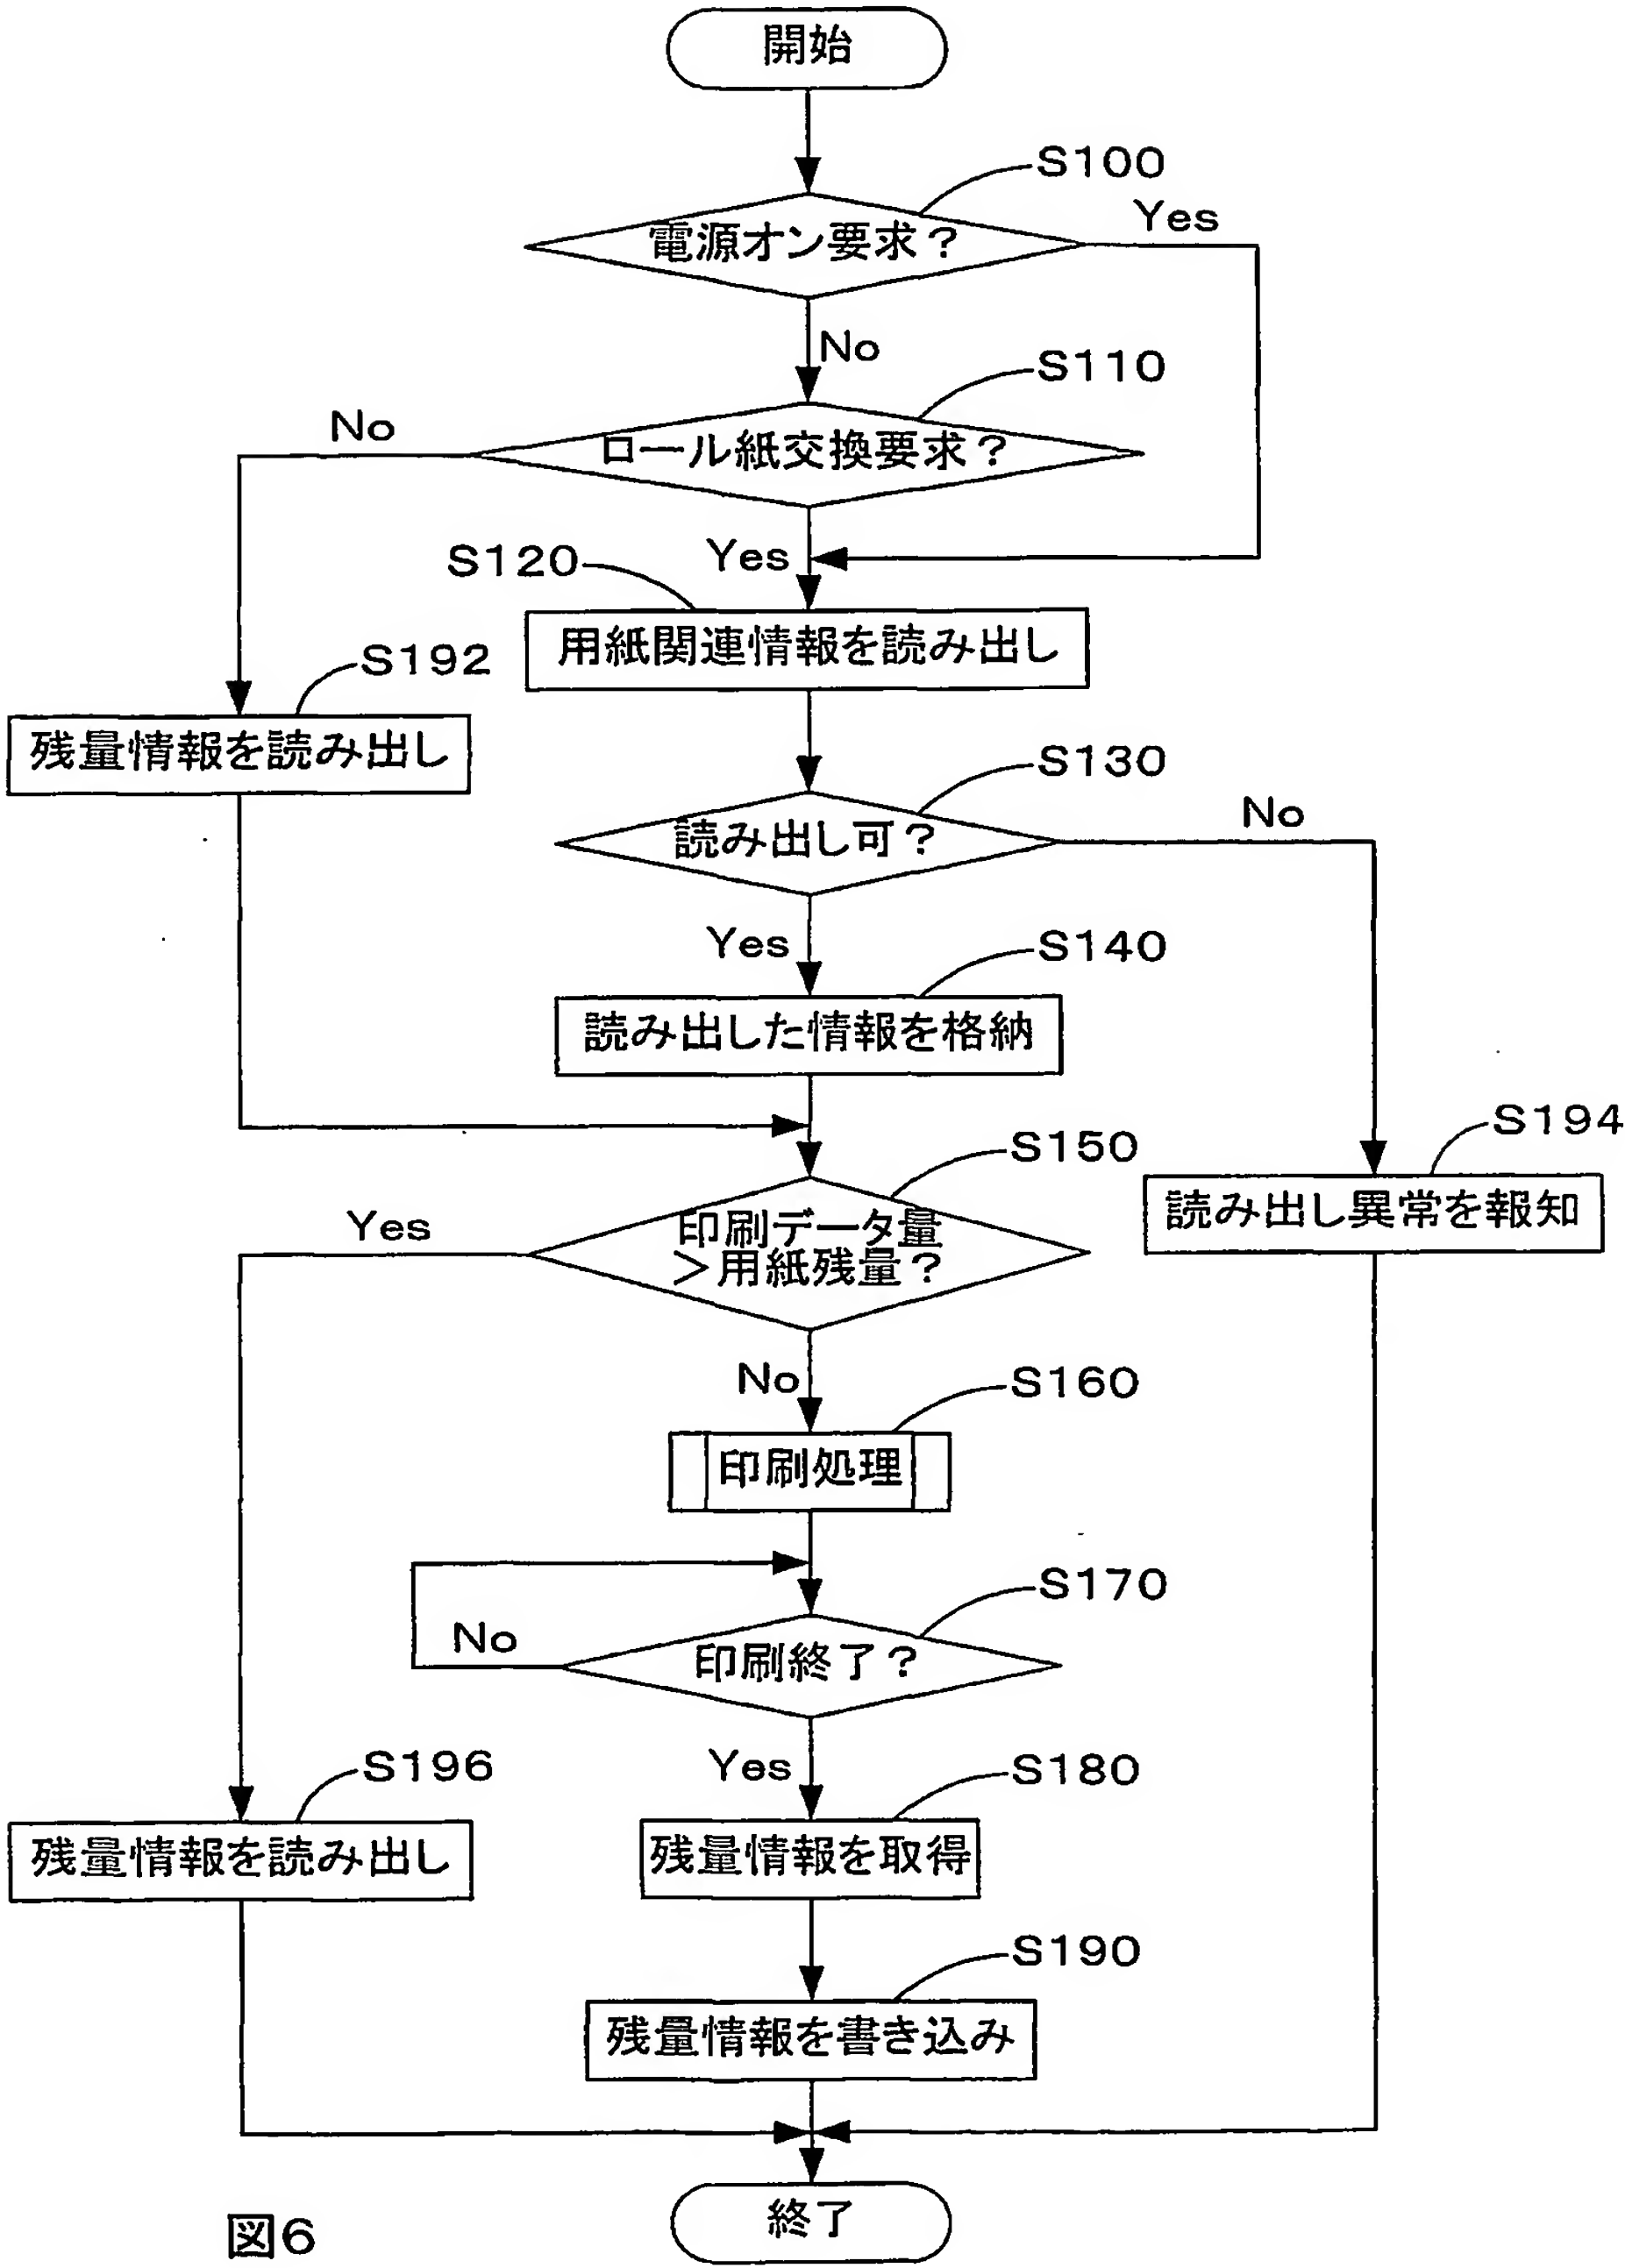 開始
S100
電源オン要求？
Yes
No
S110
ロール紙交換要求？
No
Yes
S120
用紙関連情報を読み出し
S192
残量情報を読み出し
S130
読み出し可？
No
Yes
S140
読み出した情報を格納
S194
読み出し異常を報知
S150
印刷データ量
＞用紙残量？
Yes
No
S160
印刷処理
S170
印刷終了？
No
Yes
S196
残量情報を読み出し
S180
残量情報を取得
S190
残量情報を書き込み
終了
図6